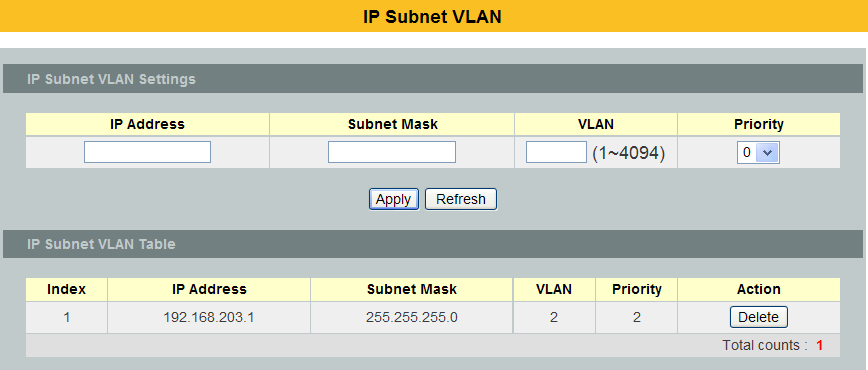 IP Subnet VLAN
IP Subnet VLAN Settings
IP Address Subnet Mask VLAN Priority
(1~4094) 0
Apply Refresh
IP Subnet VLAN Table
Index IP Address Subnet Mask VLAN Priority Action
1 192.168.203.1 255.255.255.0 2 2 Delete
Total counts : 1